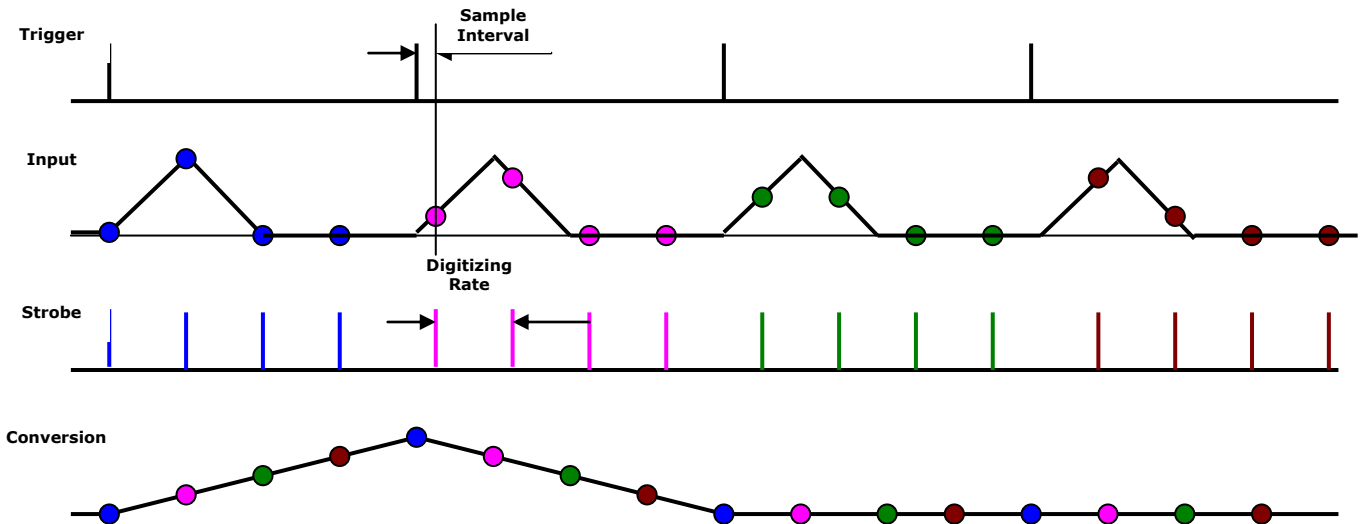 Sample
Interval
Trigger
Input
Digitizing
Rate
Strobe
Conversion